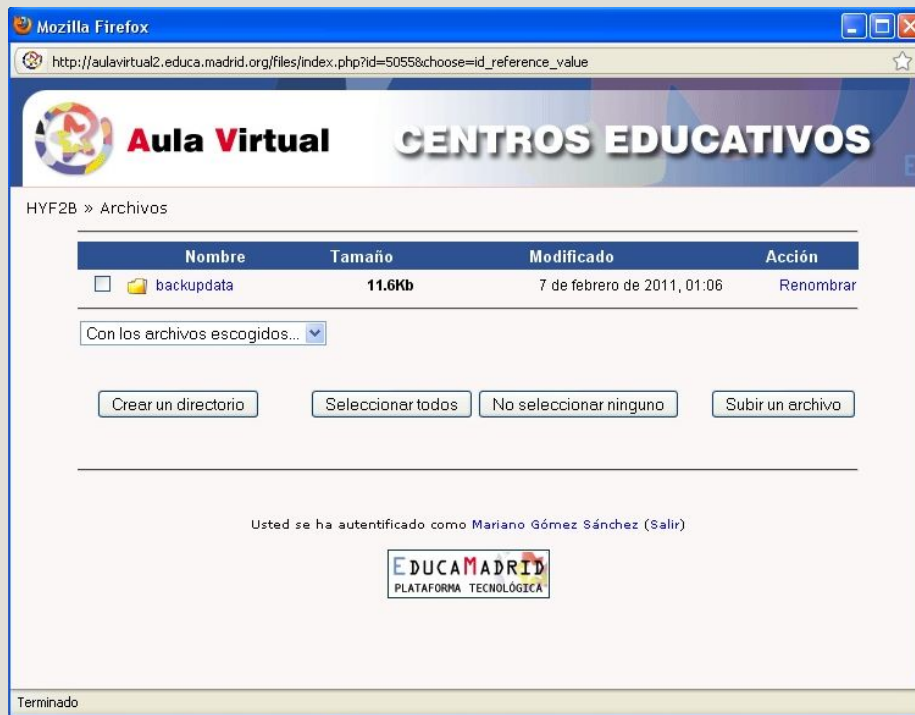 Mozilla Firefox
http://aulavirtual2.educa.madrid.org/files/index.php?id=5055&choose=id_reference_value
Aula Virtual CENTROS EDUCATIVOS
HYF2B » Archivos
Nombre Tamaño Modificado Acción
backupdata 11.6Kb 7 de febrero de 2011, 01:06 Renombrar
Con los archivos escogidos...
Crear un directorio Seleccionar todos No seleccionar ninguno Subir un archivo
Usted se ha autentificado como Mariano Gómez Sánchez (Salir)
EDUCAMADRID
PLATAFORMA TECNOLÓGICA
Terminado